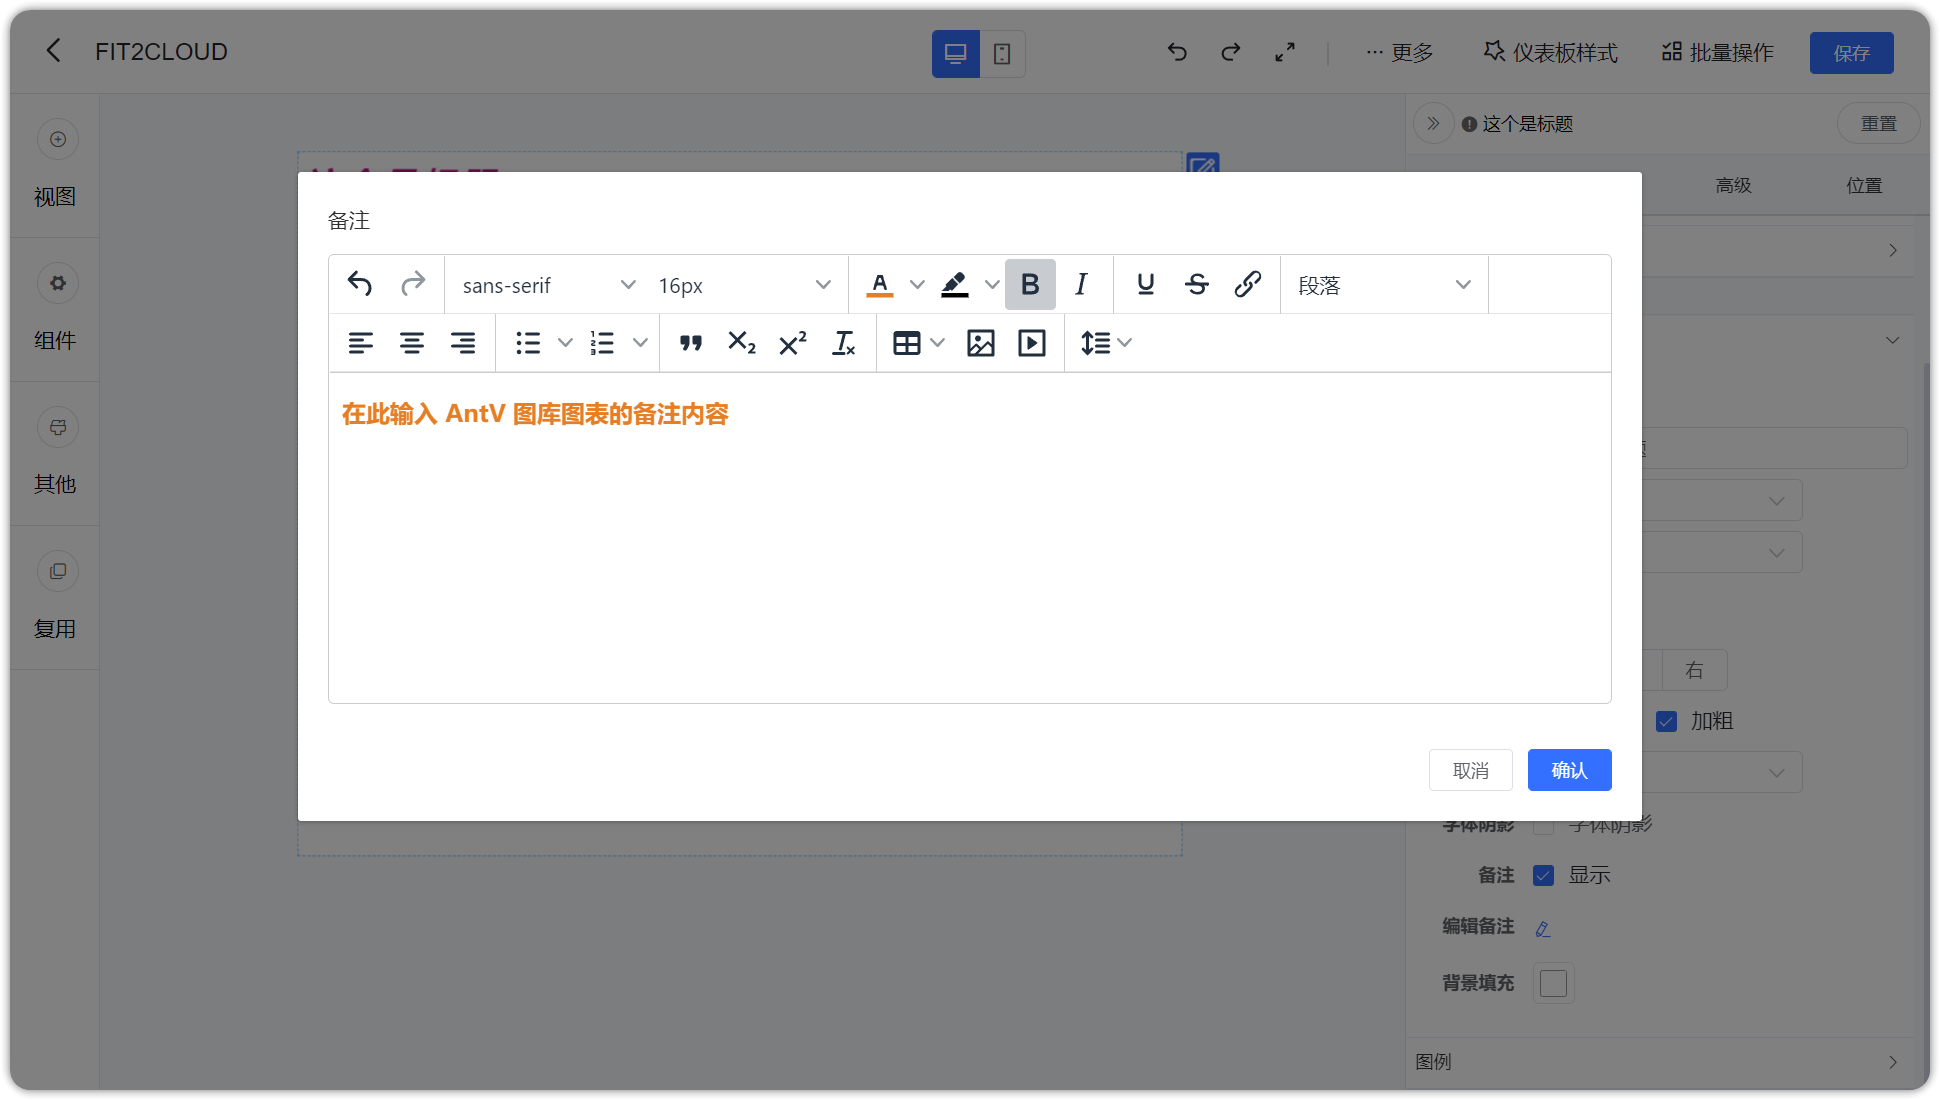 FIT2CLOUD
更多
仪表板样式
批量操作
保存
视图
组件
其他
复用
这个是标题
重置
高级
位置
备注
sans-serif
16px
段落
在此输入 AntV 图库图表的备注内容
取消
确认
右
加粗
字体阴影 字体阴影
备注 显示
编辑备注
背景填充
图例